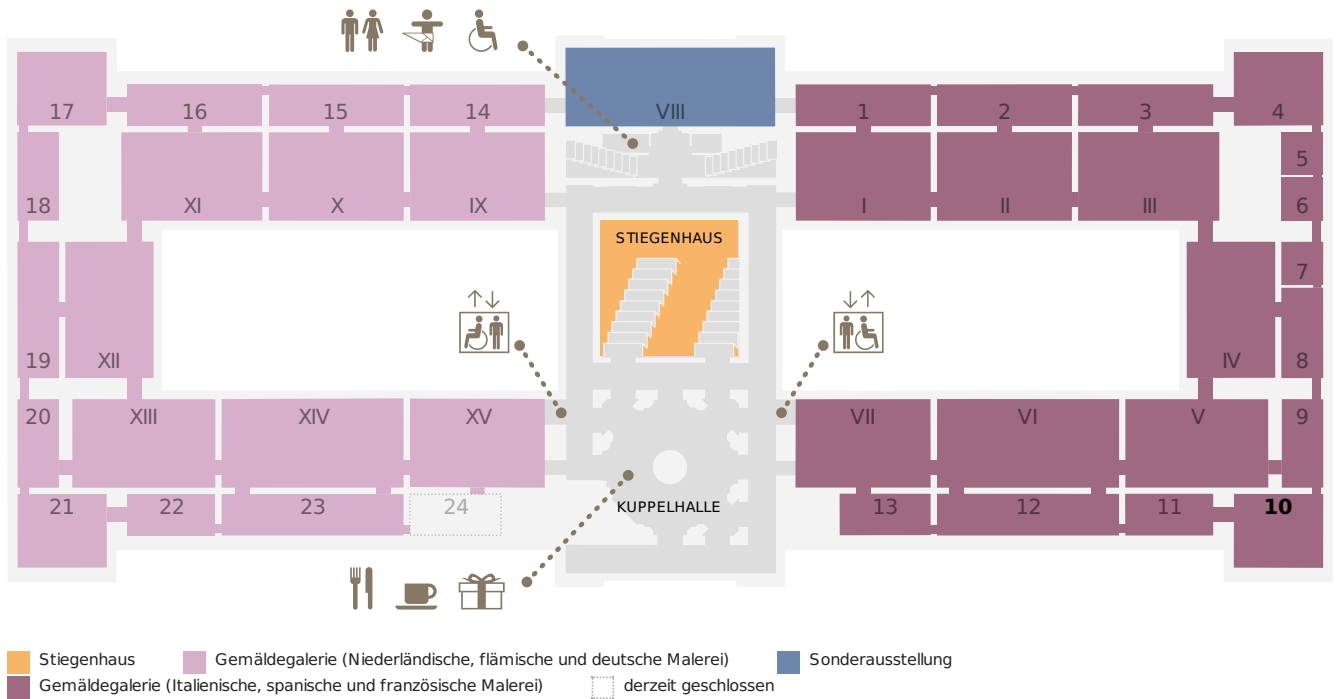 17
16
15
14
VIII
1
2
3
4
5
18
XI
X
IX
I
II
III
6
STIEGENHAUS
7
19
XII
IV
8
20
XIII
XIV
XV
VII
VI
V
9
21
22
23
24
KUPPELHALLE
13
12
11
10
Stiegenhaus
Gemäldegalerie (Niederländische, flämische und deutsche Malerei)
Sonderausstellung
Gemäldegalerie (Italienische, spanische und französische Malerei)
derzeit geschlossen